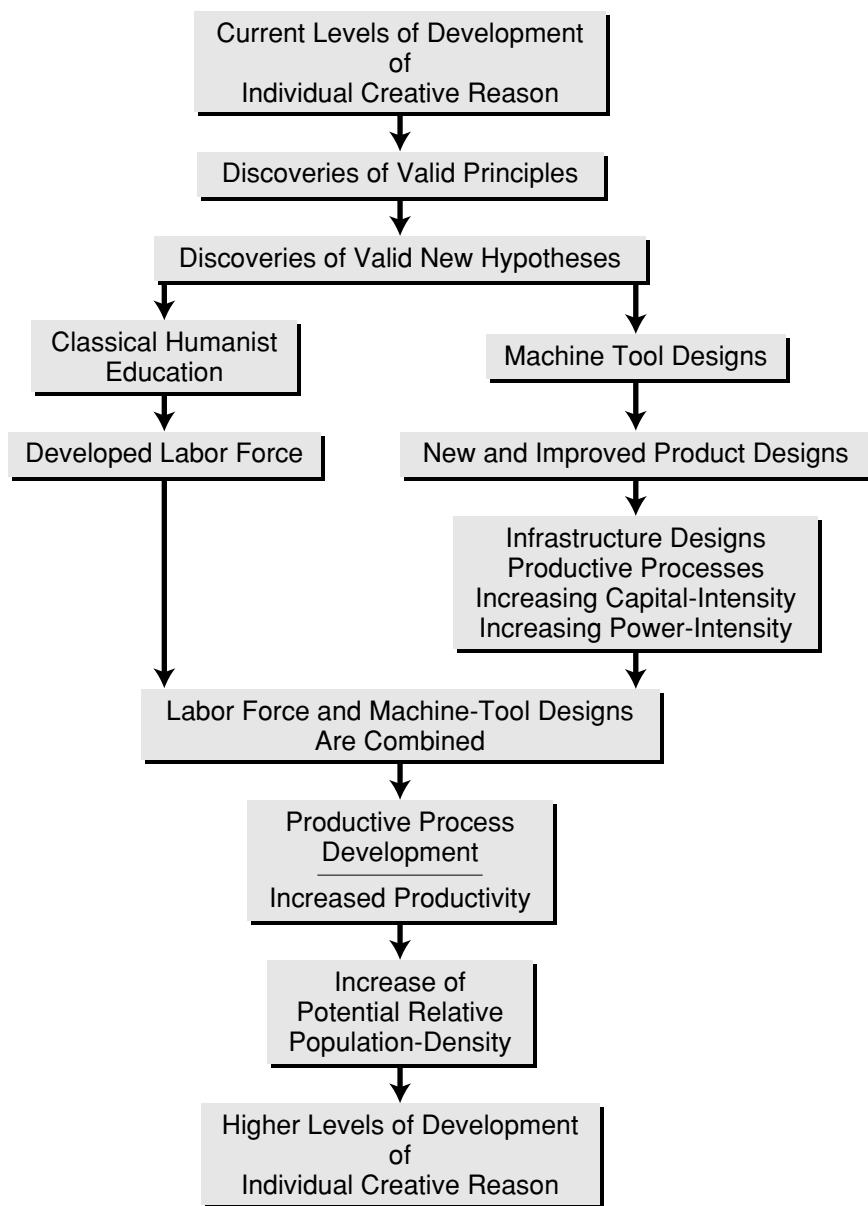 Current Levels of Development
of
Individual Creative Reason
Discoveries of Valid Principles
Discoveries of Valid New Hypotheses
Classical Humanist
Education
Machine Tool Designs
Developed Labor Force
New and Improved Product Designs
Infrastructure Designs
Productive Processes
Increasing Capital-Intensity
Increasing Power-Intensity
Labor Force and Machine-Tool Designs
Are Combined
Productive Process
Development
Increased Productivity
Increase of
Potential Relative
Population-Density
Higher Levels of Development
of
Individual Creative Reason